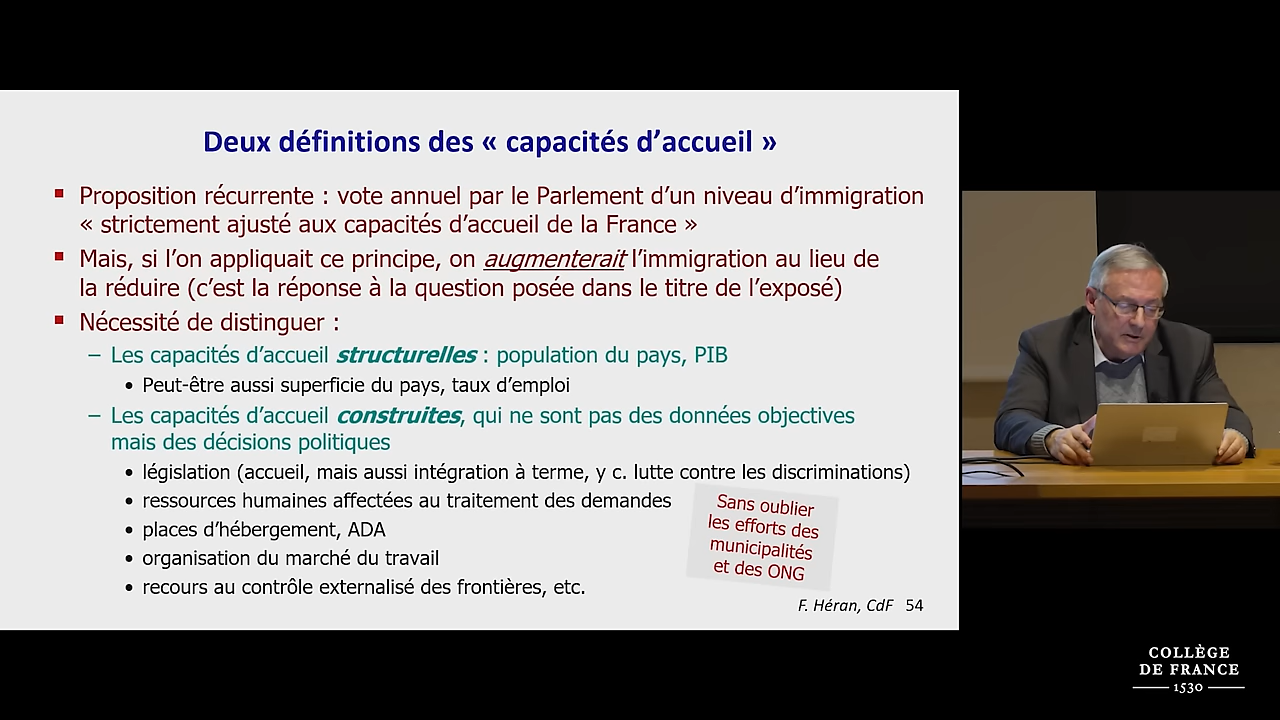 Deux définitions des « capacités d’accueil »
▪ Proposition récurrente : vote annuel par le Parlement d’un niveau d’immigration
« strictement ajusté aux capacités d’accueil de la France »
▪ Mais, si l’on appliquait ce principe, on augmenterait l’immigration au lieu de
la réduire (c’est la réponse à la question posée dans le titre de l’exposé)
▪ Nécessité de distinguer :
– Les capacités d’accueil structurelles : population du pays, PIB
• Peut-être aussi superficie du pays, taux d’emploi
– Les capacités d’accueil construites, qui ne sont pas des données objectives
mais des décisions politiques
• législation (accueil, mais aussi intégration à terme, y c. lutte contre les discriminations)
• ressources humaines affectées au traitement des demandes
• places d’hébergement, ADA
• organisation du marché du travail
• recours au contrôle externalisé des frontières, etc.
Sans oublier
les efforts des
municipalités
et des ONG
F. Héran, CdF 54
COLLÈGE
DE FRANCE
1530